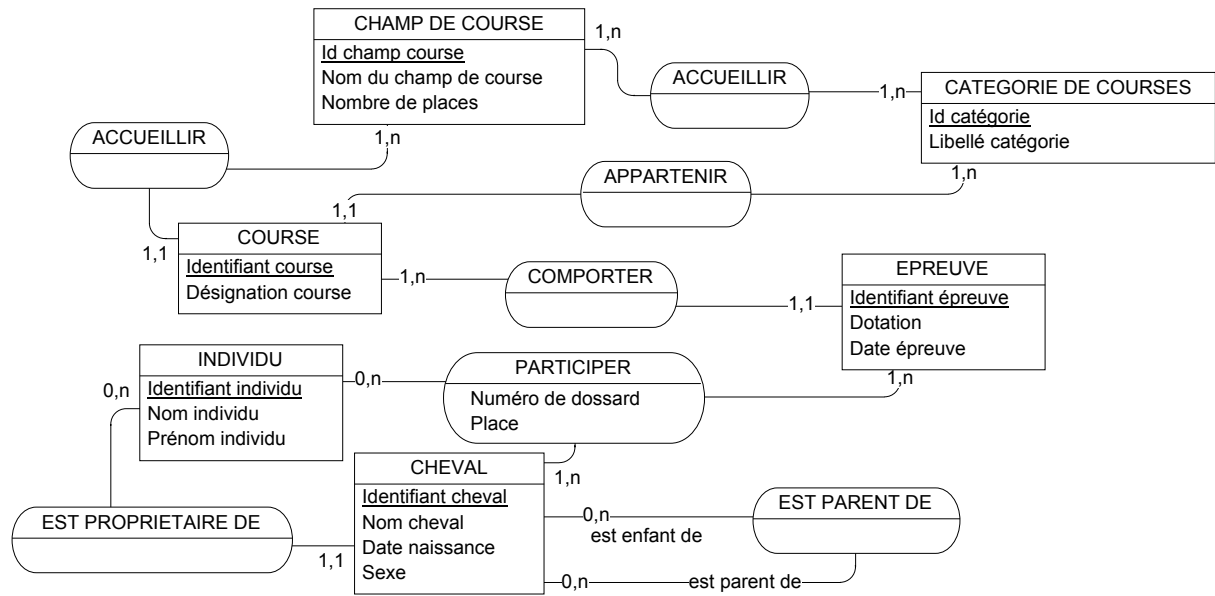 CHAMP DE COURSE
Id champ course
Nom du champ de course
Nombre de places
1,n
ACCUEILLIR
1,n
CATEGORIE DE COURSES
Id catégorie
Libellé catégorie
1,n
ACCUEILLIR
1,n
APPARTENIR
1,1
1,1
COURSE
Identifiant course
Désignation course
1,n
COMPORTER
1,1
EPREUVE
Identifiant épreuve
Dotation
Date épreuve
1,n
INDIVIDU
Identifiant individu
Nom individu
Prénom individu
0,n
0,n
PARTICIPER
Numéro de dossard
Place
1,n
CHEVAL
Identifiant cheval
Nom cheval
Date naissance
Sexe
EST PROPRIETAIRE DE
1,1
0,n
est enfant de
EST PARENT DE
0,n
est parent de